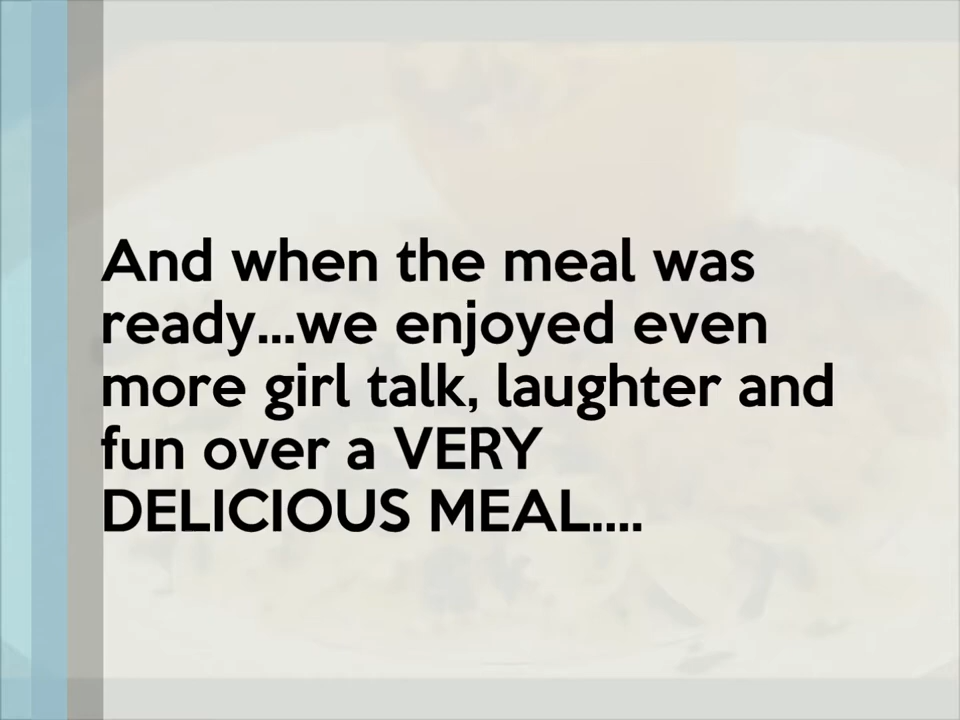 And when the meal was
ready...we enjoyed even
more girl talk, laughter and
fun over a VERY
DELICIOUS MEAL....